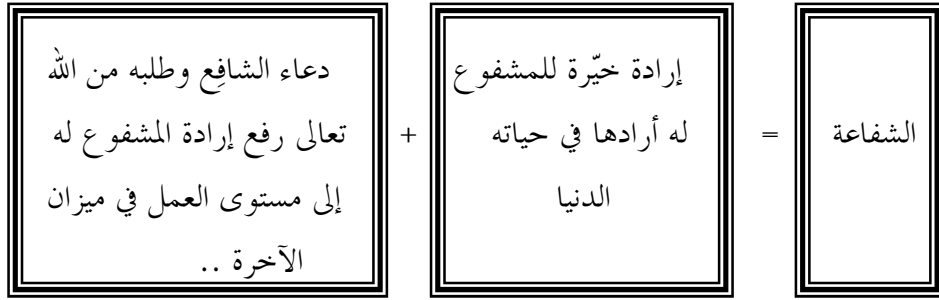 الشفاعة
=
إرادة خيّرة للمشفوع
له أرادها في حياته
الدنيا
+
دعاء الشافِع وطلبه من الله
تعالى رفع إرادة المشفوع له
إلى مستوى العمل في ميزان
الآخرة ..